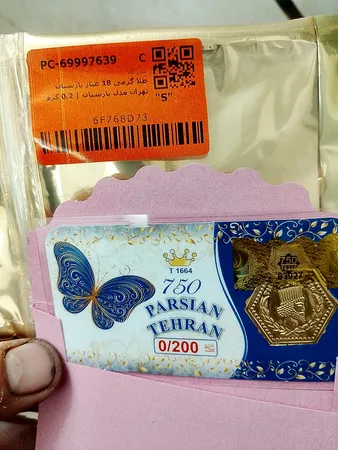 PC-69997639 C
طلا گرمی 18 عیار پارسیان
تهران مدل پارسیان | 0.2 گرم
"S"
6F768D73
T 1664
750
PARSIAN
TEHRAN
0/200